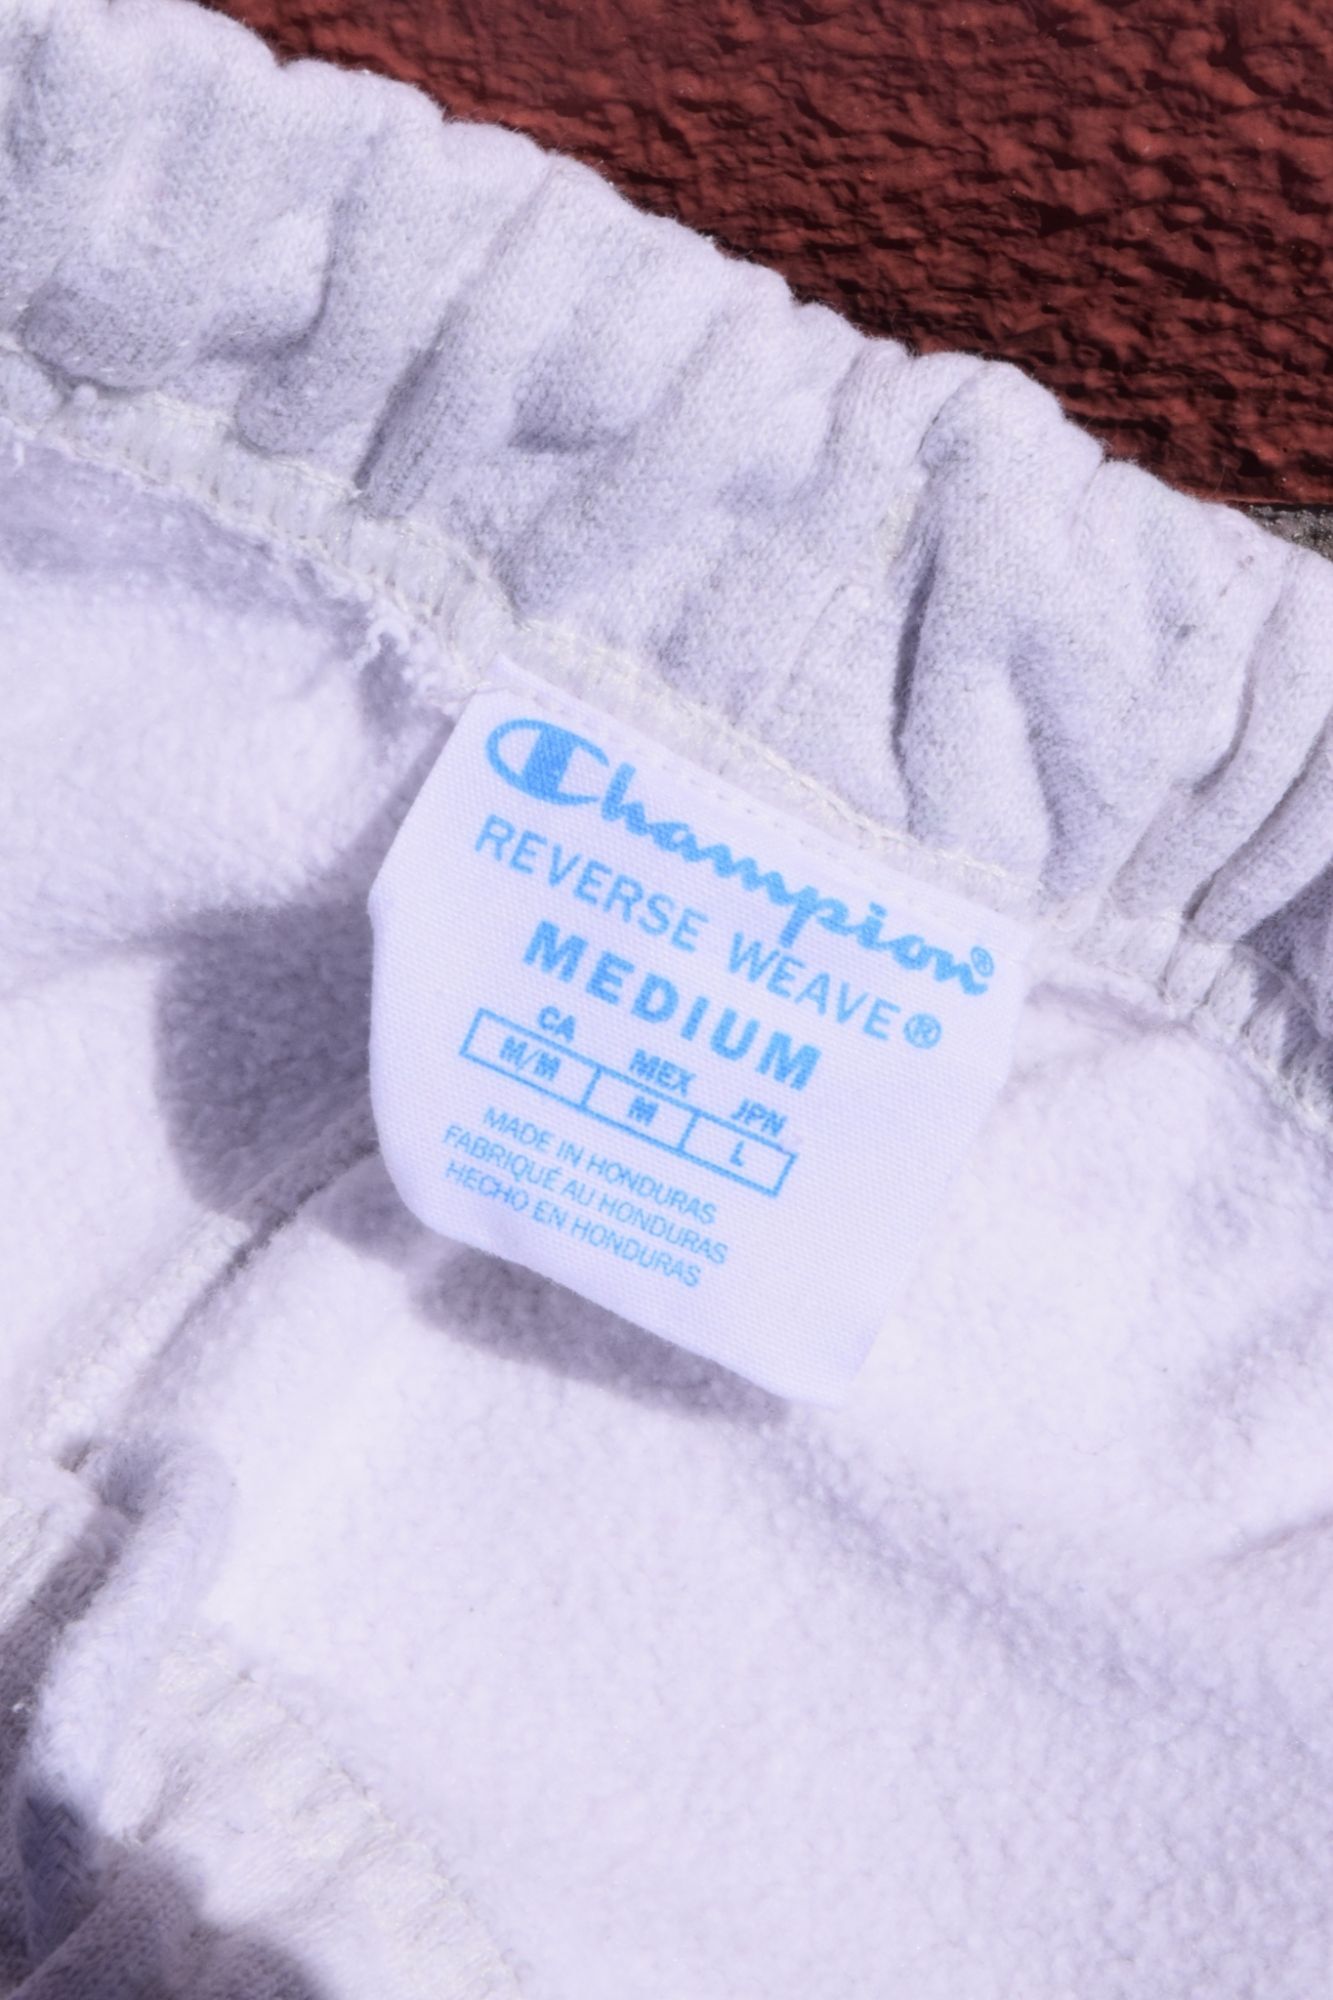 Champion®
REVERSE WEAVE®
MEDIUM
CA MEX JPN
M/M M L
MADE IN HONDURAS
FABRIQUÉ AU HONDURAS
HECHO EN HONDURAS